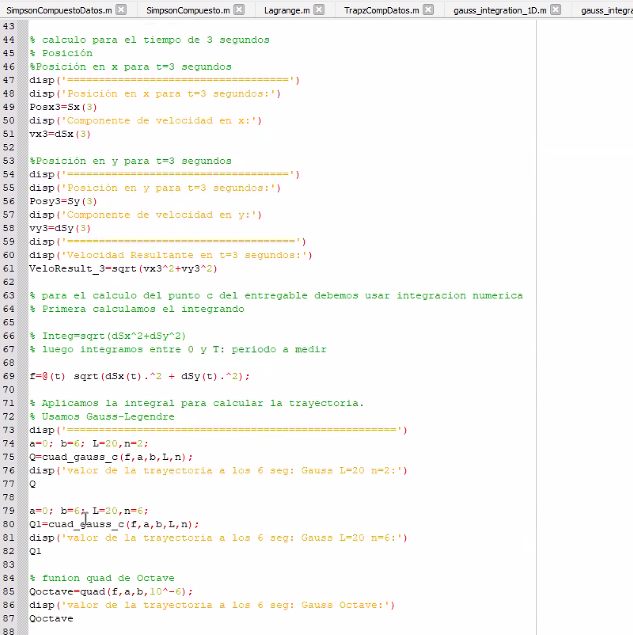 SimpsonCompuestoDatos.m SimpsonCompuesto.m Lagrange.m TrapzCompDatos.m gauss_integration_1D.m gauss_integra
43
44 % calculo para el tiempo de 3 segundos
45 % Posición
46 %Posición en x para t=3 segundos
47 disp('==================================')
48 disp('Posición en x para t=3 segundos:')
49 Posx3=Sx(3)
50 disp('Componente de velocidad en x:')
51 vx3=dSx(3)
52
53 %Posición en y para t=3 segundos
54 disp('==================================')
55 disp('Posición en y para t=3 segundos:')
56 Posy3=Sy(3)
57 disp('Componente de velocidad en y:')
58 vy3=dSy(3)
59 disp('===================================')
60 disp('Velocidad Resultante en t=3 segundos:')
61 VeloResult_3=sqrt(vx3^2+vy3^2)
62
63 % para el calculo del punto c del entregable debemos usar integracion numerica
64 % Primera calculamos el integrando
65
66 % Integ=sqrt(dSx^2+dSy^2)
67 % luego integramos entre 0 y T: periodo a medir
68
69 f=@(t) sqrt(dSx(t).^2 + dSy(t).^2);
70
71 % Aplicamos la integral para calcular la trayectoria.
72 % Usamos Gauss-Legendre
73 disp('===================================================')
74 a=0; b=6; L=20,n=2;
75 Q=cuad_gauss_c(f,a,b,L,n);
76 disp('valor de la trayectoria a los 6 seg: Gauss L=20 n=2:')
77 Q
78
79 a=0; b=6; L=20,n=6;
80 Q1=cuad_gauss_c(f,a,b,L,n);
81 disp('valor de la trayectoria a los 6 seg: Gauss L=20 n=6:')
82 Q1
83
84 % funion quad de Octave
85 Qoctave=quad(f,a,b,10^-6);
86 disp('valor de la trayectoria a los 6 seg: Gauss Octave:')
87 Qoctave
88